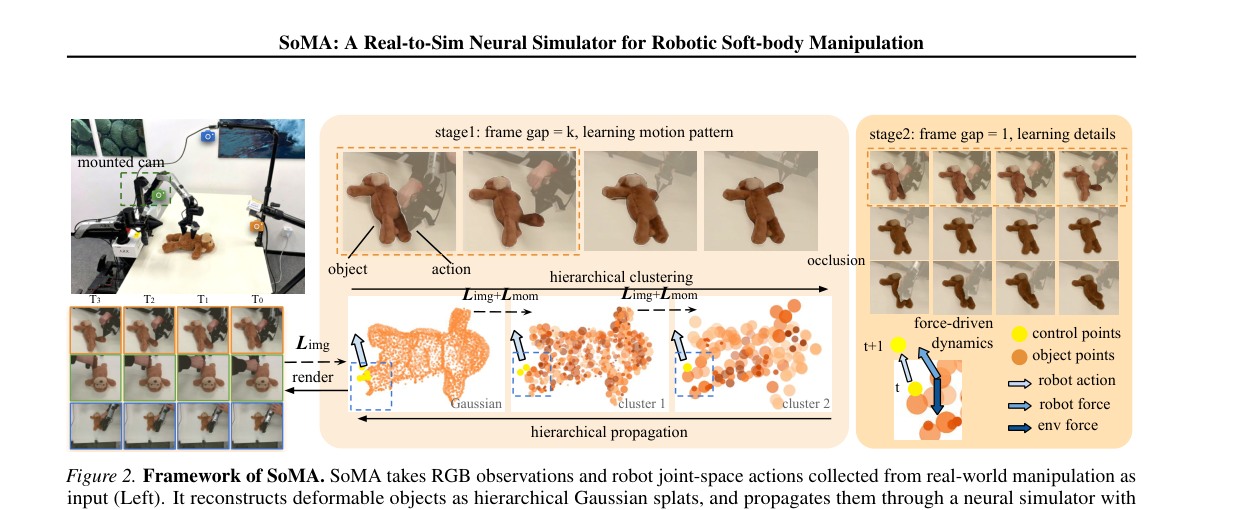 SoMA: A Real-to-Sim Neural Simulator for Robotic Soft-body Manipulation
mounted cam
T3 T2 T1 T0
Limg
render
stage1: frame gap = k, learning motion pattern
object
action
hierarchical clustering
Limg+Lmom
Limg+Lmom
Gaussian
cluster 1
cluster 2
hierarchical propagation
stage2: frame gap = 1, learning details
occlusion
force-driven
dynamics
t+1
t
control points
object points
robot action
robot force
env force
Figure 2. Framework of SoMA. SoMA takes RGB observations and robot joint-space actions collected from real-world manipulation as
input (Left). It reconstructs deformable objects as hierarchical Gaussian splats, and propagates them through a neural simulator with